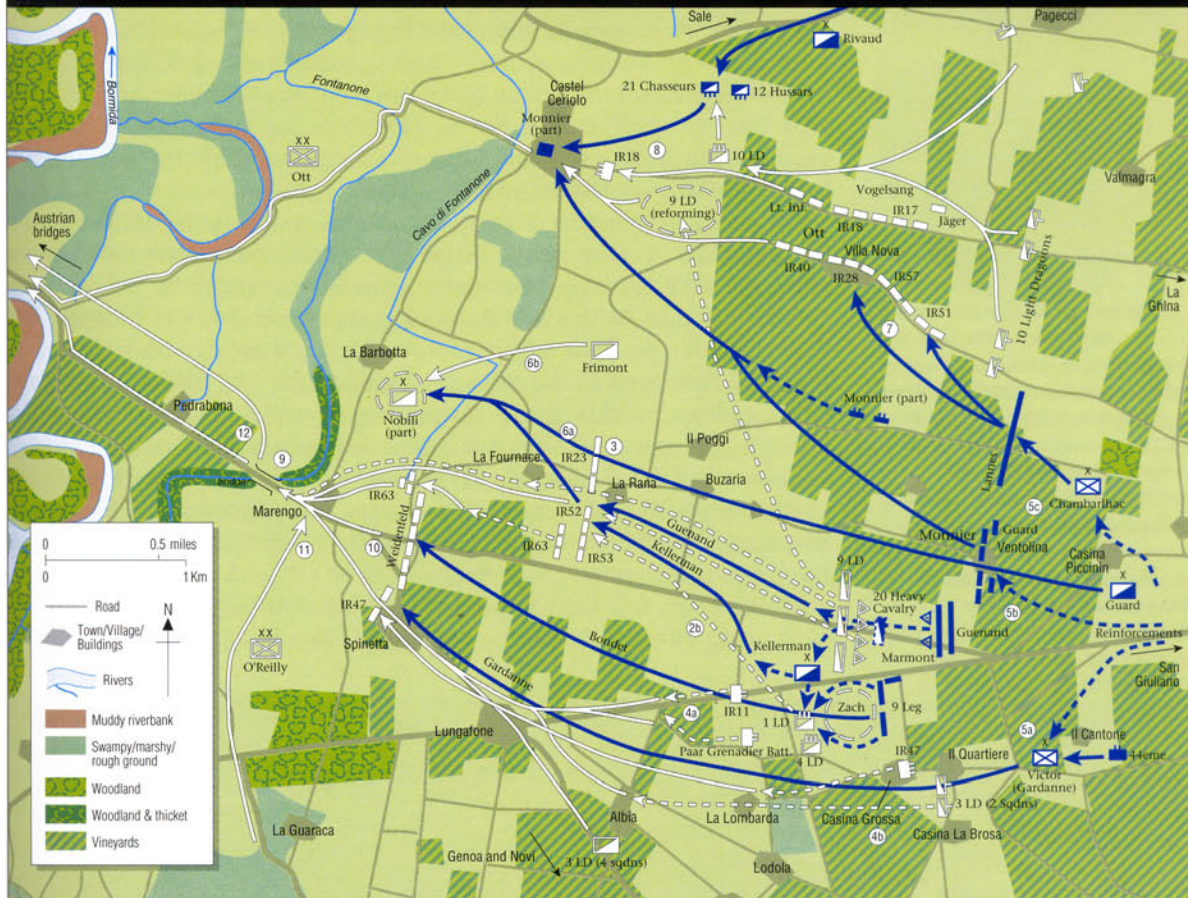 Sale
Pagecci
X
Rivaud
Bormida
Fontanone
Castel
Ceriolo
21 Chasseurs
12 Hussars
Monnier
(part)
XX
Ott
IR18
8
10 LD
Valmagra
Cavo di Fontanone
9 LD
(reforming)
Vogelsang
Lt. Inf.
IR18
IR17
Jäger
Austrian
bridges
Ott
Villa Nova
IR40
IR28
IR57
IR51
10 Light Dragoons
La
Ghlna
7
La Barbotta
6b
Frimont
X
Nobili
(part)
Monnier (part)
Pedrabona
12
9
6a
3
IR23
Il Poggi
La Fournace
La Rana
Buzaria
Lannes
X
Chambarlhac
5c
bridges
IR63
Marengo
IR52
Guenand
Kellerman
Monnier
Guard
Ventolina
Casina
Piccinin
11
10
Weidenfeld
IR63
IR53
9 LD
20 Heavy
Cavalry
X
Guard
IR47
Spinetta
2b
Guenand
5b
Reinforcements
XX
O'Reilly
Bondet
X
Kellerman
Marmont
San
Giuliano
Gardanne
IR11
Zach
9 Leg
4a
1 LD
Lungafone
Paar Grenadier Batt.
4 LD
IR47
Il Quartiere
5a
X
Il Cantone
Victor
(Gardanne)
44eme
La Guaraca
Albia
La Lombarda
Casina Grossa
4b
3 LD (2 Sqdns)
Casina La Brosa
Genoa and Novi
3 LD (4 sqdns)
Lodola
0
0.5 miles
0
1 Km
N
Road
Town/Village/
Buildings
Rivers
Muddy riverbank
Swampy/marshy/
rough ground
Woodland
Woodland & thicket
Vineyards